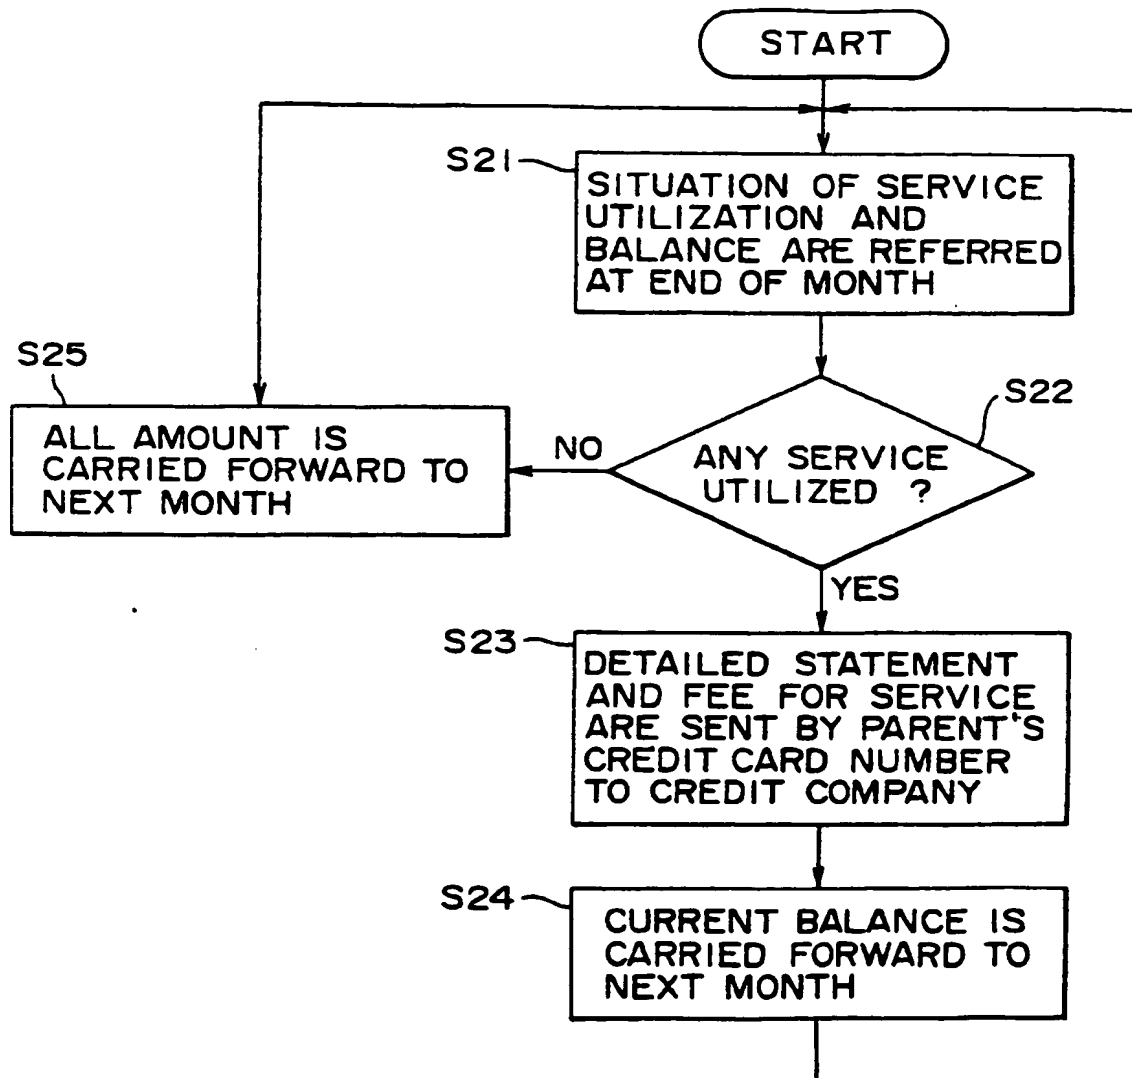 START
S21
SITUATION OF SERVICE
UTILIZATION AND
BALANCE ARE REFERRED
AT END OF MONTH
S25
ALL AMOUNT IS
CARRIED FORWARD TO
NEXT MONTH
NO
S22
ANY SERVICE
UTILIZED ?
YES
S23
DETAILED STATEMENT
AND FEE FOR SERVICE
ARE SENT BY PARENT'S
CREDIT CARD NUMBER
TO CREDIT COMPANY
S24
CURRENT BALANCE IS
CARRIED FORWARD TO
NEXT MONTH